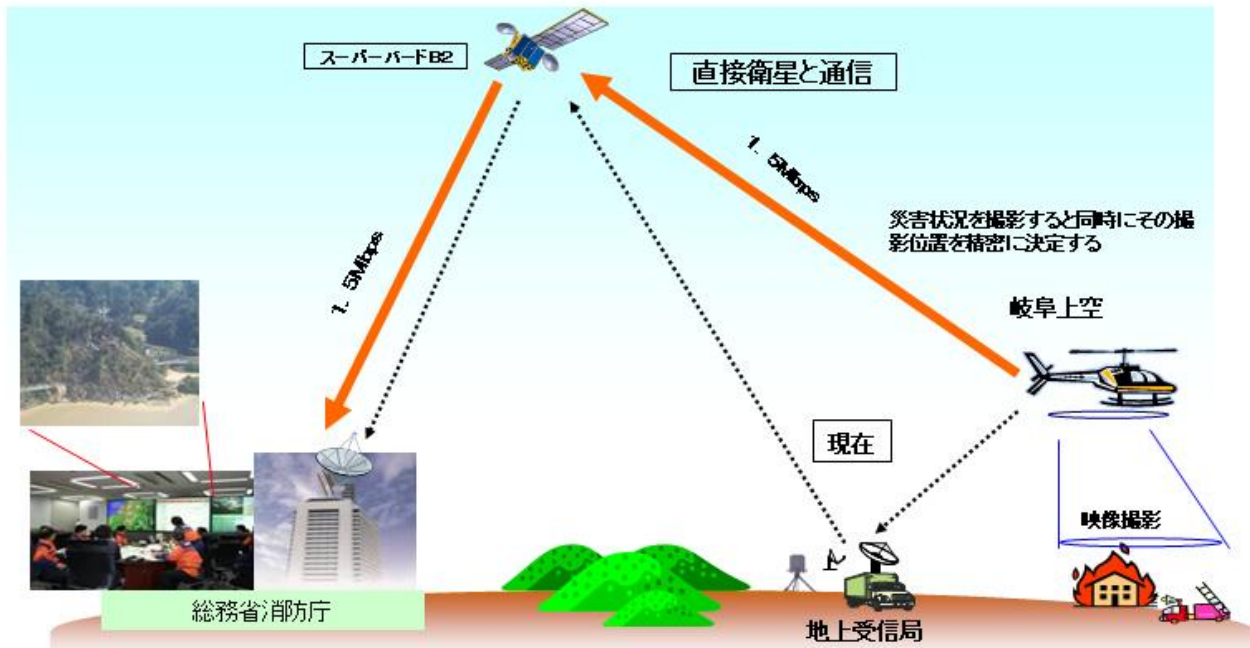 スーパーバードB2
直接衛星と通信
1．5Mbps
1．5Mbps
災害状況を撮影すると同時にその撮
影位置を精密に決定する
岐阜上空
現在
映像撮影
総務省消防庁
地上受信局